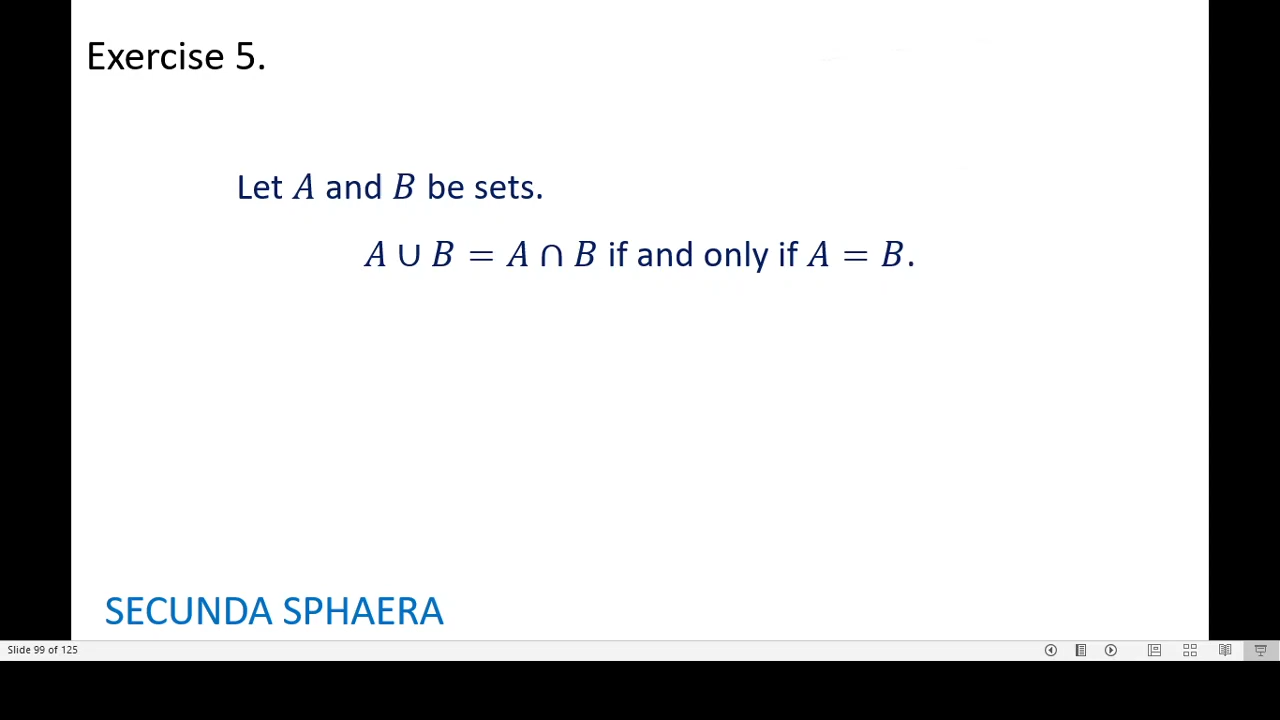 Exercise 5.
Let A and B be sets.
A ∪ B = A ∩ B if and only if A = B.
SECUNDA SPHAERA
Slide 99 of 125